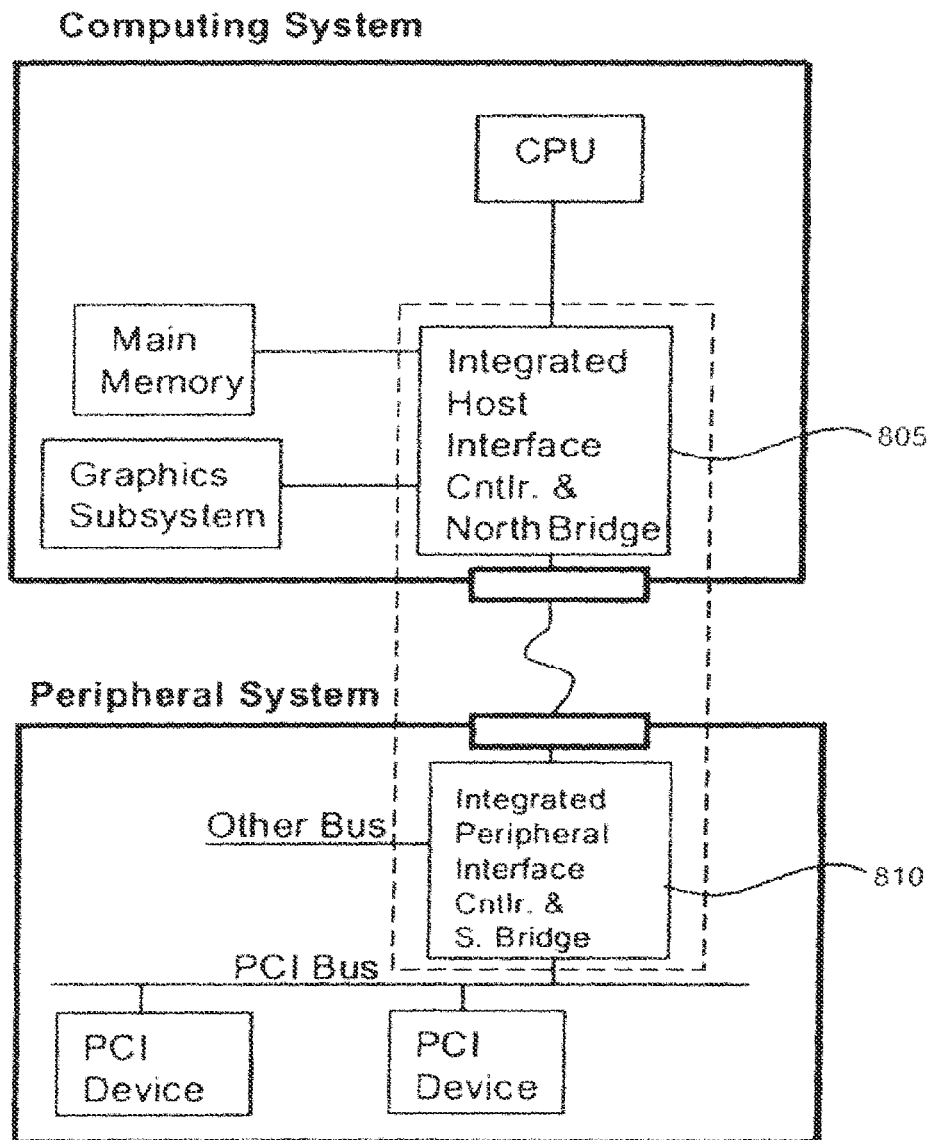 Computing System
CPU
Main
Memory
Integrated
Host
Interface
Cntlr. &
North Bridge
805
Graphics
Subsystem
Peripheral System
Other Bus
Integrated
Peripheral
Interface
Cntlr. &
S. Bridge
810
PCI Bus
PCI
Device
PCI
Device